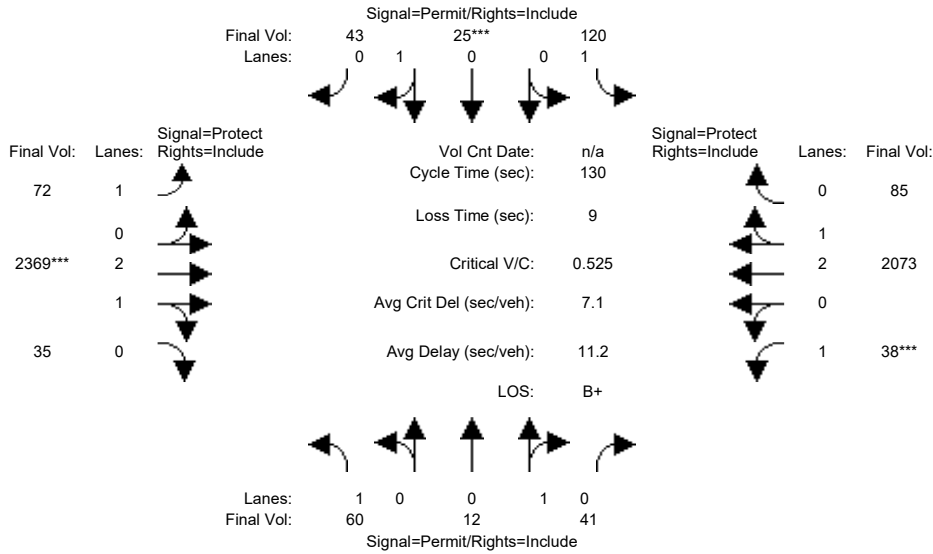 Signal=Permit/Rights=Include
Final Vol: 43 25*** 120
Lanes: 0 1 0 0 1
Signal=Protect
Final Vol: Lanes: Rights=Include
Vol Cnt Date: n/a
Signal=Protect
Rights=Include Lanes: Final Vol:
Cycle Time (sec): 130
72 1
0 85
Loss Time (sec): 9
0
1
2369*** 2
Critical V/C: 0.525
2 2073
1
Avg Crit Del (sec/veh): 7.1
0
35 0
Avg Delay (sec/veh): 11.2
1 38***
LOS: B+
Lanes: 1 0 0 1 0
Final Vol: 60 12 41
Signal=Permit/Rights=Include